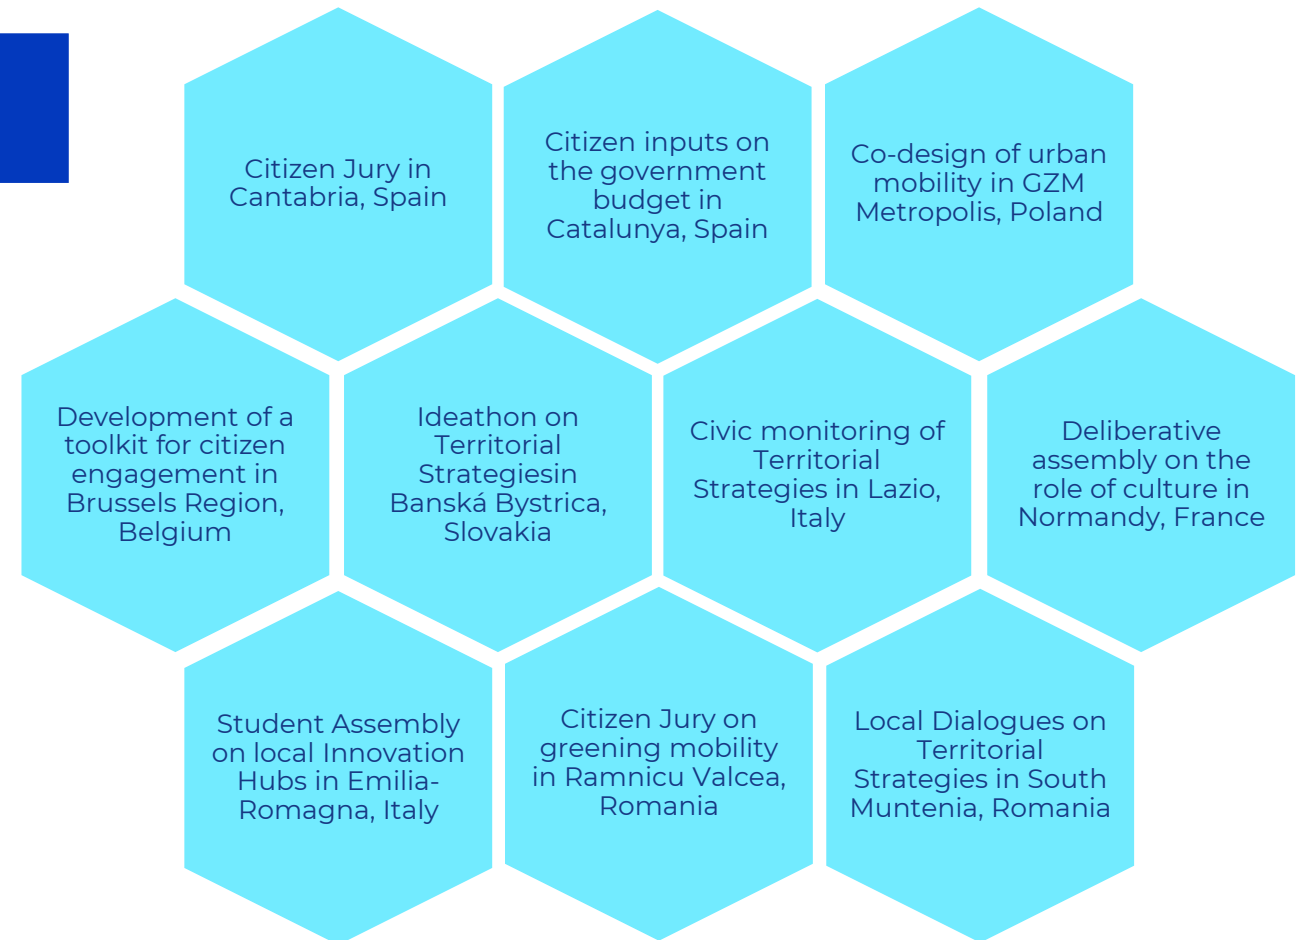 Citizen Jury in
Cantabria, Spain
Citizen inputs on
the government
budget in
Catalunya, Spain
Co-design of urban
mobility in GZM
Metropolis, Poland
Development of a
toolkit for citizen
engagement in
Brussels Region,
Belgium
Ideathon on
Territorial
Strategiesin
Banská Bystrica,
Slovakia
Civic monitoring of
Territorial
Strategies in Lazio,
Italy
Deliberative
assembly on the
role of culture in
Normandy, France
Student Assembly
on local Innovation
Hubs in Emilia-
Romagna, Italy
Citizen Jury on
greening mobility
in Ramnicu Valcea,
Romania
Local Dialogues on
Territorial
Strategies in South
Muntenia, Romania